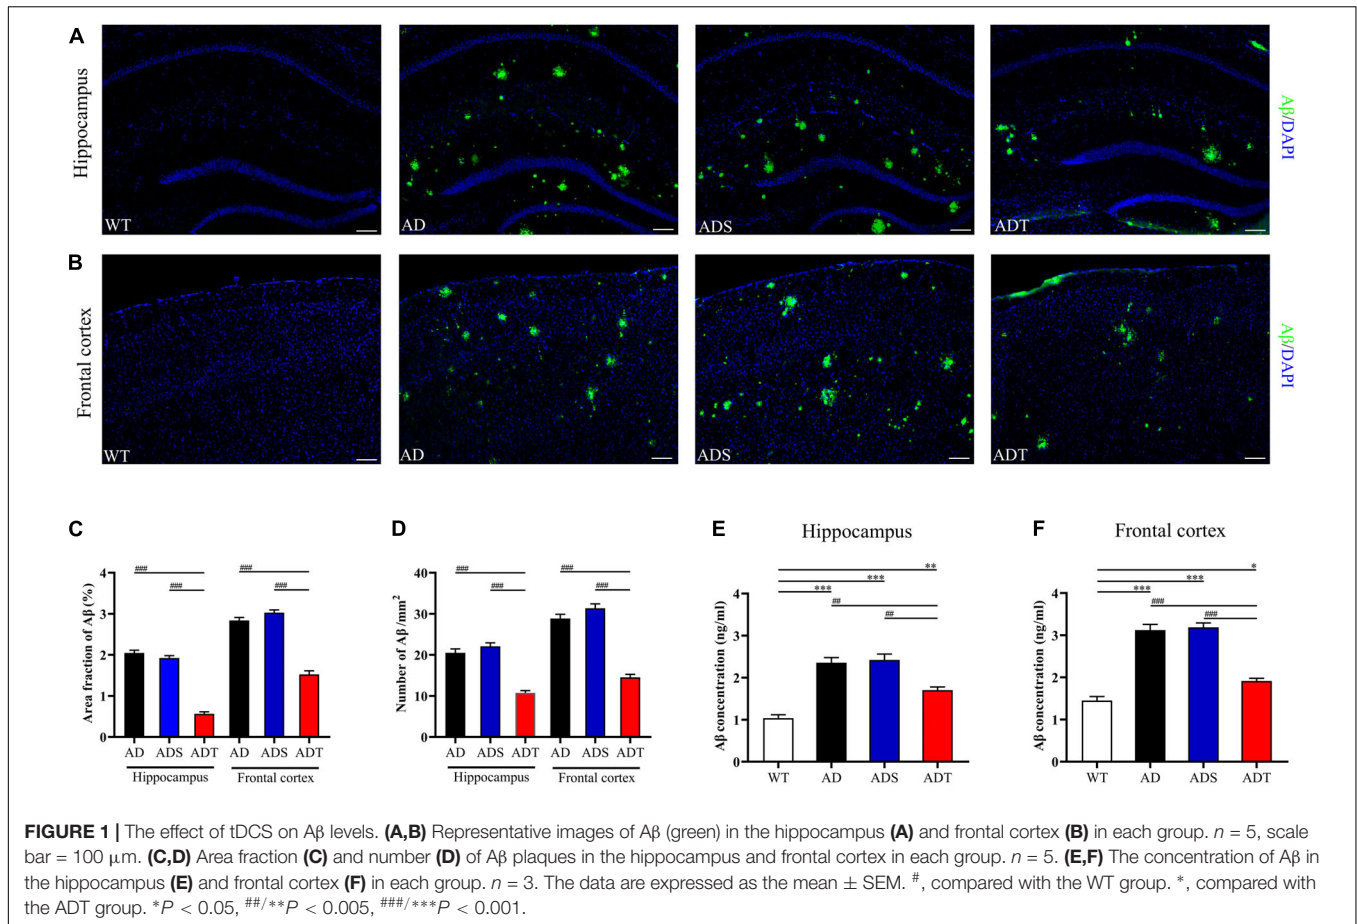 A
Hippocampus
WT
AD
ADS
ADT
Aβ/DAPI
B
Frontal cortex
WT
AD
ADS
ADT
Aβ/DAPI
C
Area fraction of Aβ (%)
4
3
2
1
0
###
###
###
###
AD ADS ADT AD ADS ADT
Hippocampus Frontal cortex
D
Number of Aβ /mm²
40
30
20
10
0
###
###
###
###
AD ADS ADT AD ADS ADT
Hippocampus Frontal cortex
E
Hippocampus
Aβ concentration (ng/ml)
4
3
2
1
0
**
***
***
##
##
WT AD ADS ADT
F
Frontal cortex
Aβ concentration (ng/ml)
4
3
2
1
0
*
***
***
###
###
WT AD ADS ADT
FIGURE 1 | The effect of tDCS on Aβ levels. (A,B) Representative images of Aβ (green) in the hippocampus (A) and frontal cortex (B) in each group. n = 5, scale
bar = 100 μm. (C,D) Area fraction (C) and number (D) of Aβ plaques in the hippocampus and frontal cortex in each group. n = 5. (E,F) The concentration of Aβ in
the hippocampus (E) and frontal cortex (F) in each group. n = 3. The data are expressed as the mean ± SEM. #, compared with the WT group. *, compared with
the ADT group. *P < 0.05, ##/**P < 0.005, ###/***P < 0.001.